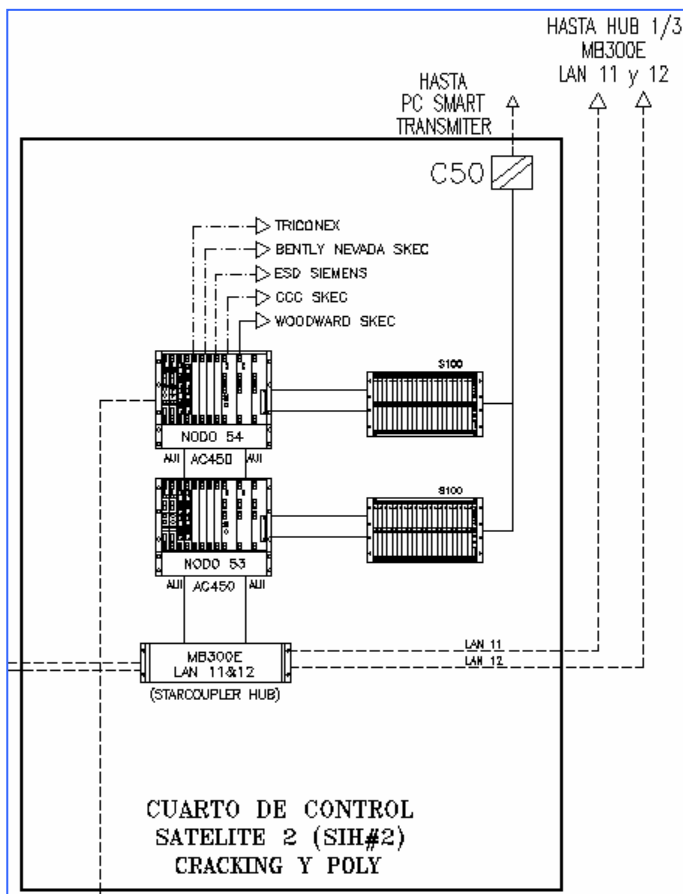 HASTA HUB 1/3
MB300E
LAN 11 y 12
HASTA
PC SMART
TRANSMITER
C50
TRICONEX
BENTLY NEVADA SKEC
ESD SIEMENS
CCC SKEC
WOODWARD SKEC
S100
NODO 54
AUI AC450 AUI
S100
NODO 53
AUI AC450 AUI
LAN 11
MB300E
LAN 11&12
LAN 12
(STARCOUPLER HUB)
CUARTO DE CONTROL
SATELITE 2 (SIH#2)
CRACKING Y POLY